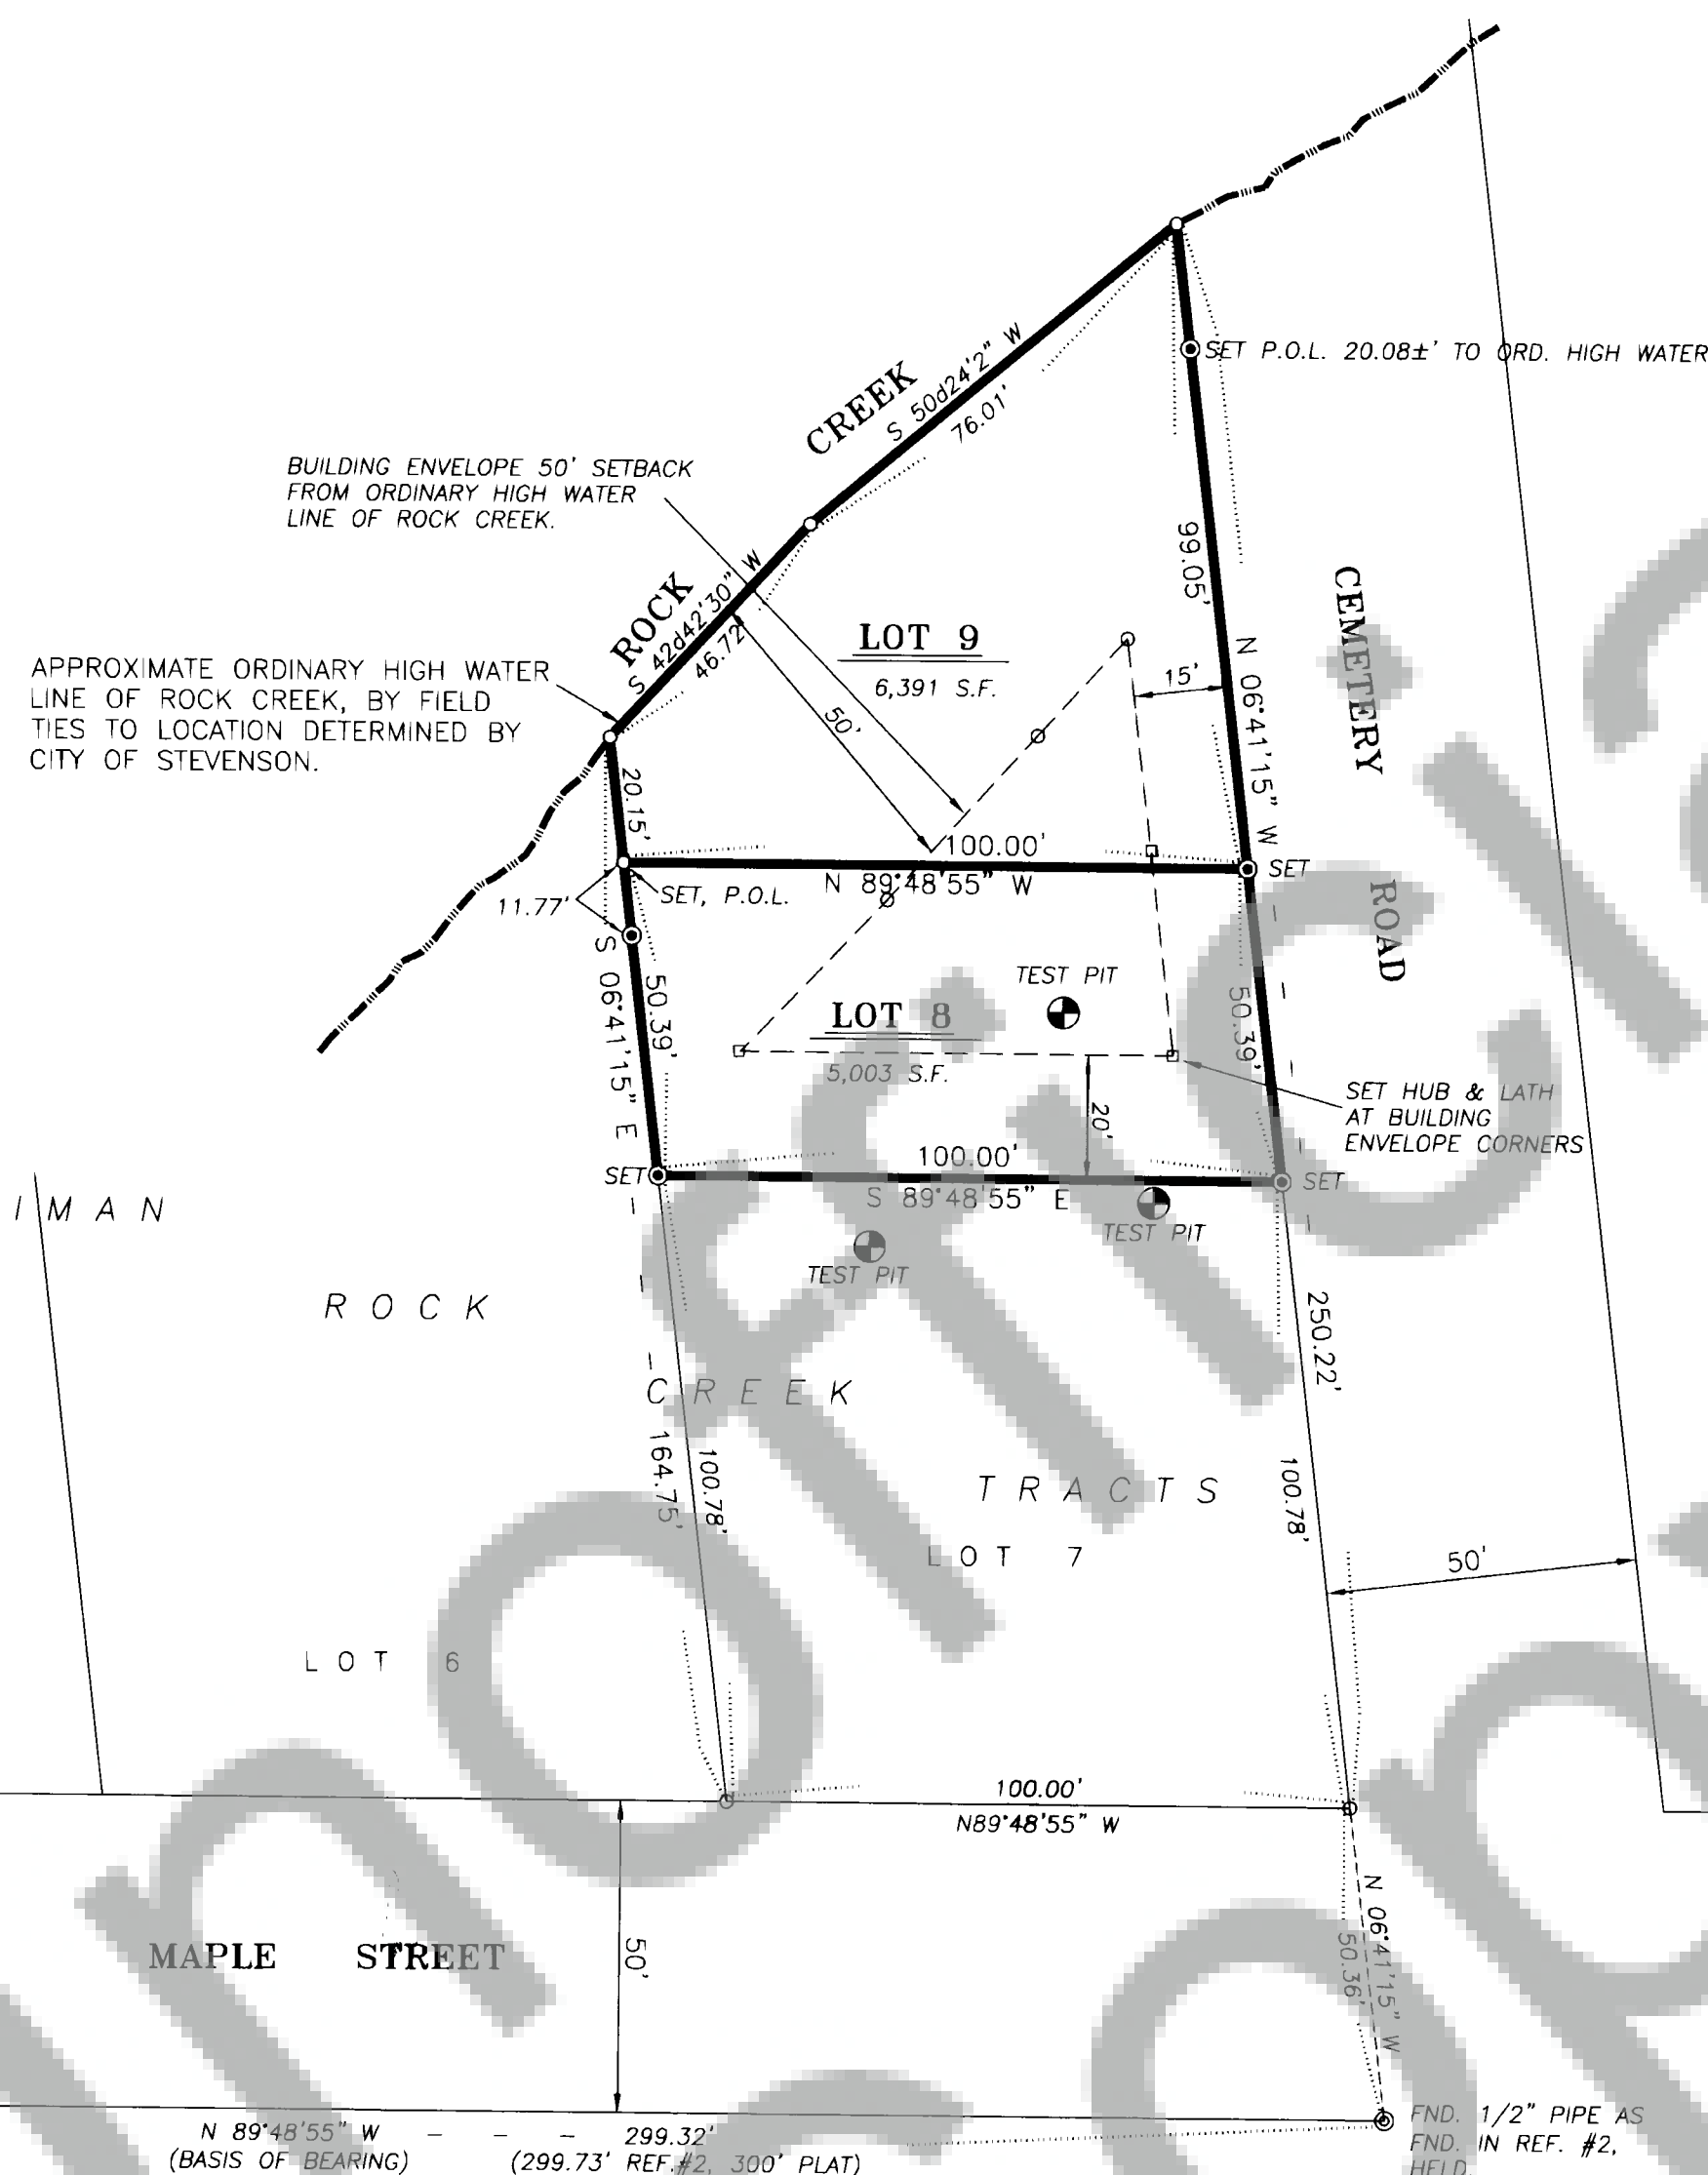 SET P.O.L. 20.08±' TO ORD. HIGH WATER
CREEK
S 50d24'2" W
76.01'
BUILDING ENVELOPE 50' SETBACK
FROM ORDINARY HIGH WATER
LINE OF ROCK CREEK.
99.05'
ROCK
S 42d42'30" W
46.72'
CEMETERY
ROAD
LOT 9
6,391 S.F.
15'
N 06°41'15" W
APPROXIMATE ORDINARY HIGH WATER
LINE OF ROCK CREEK, BY FIELD
TIES TO LOCATION DETERMINED BY
CITY OF STEVENSON.
50'
20.15'
100.00'
N 89°48'55" W
SET
SET, P.O.L.
11.77'
S 06°41'15" E
50.39'
TEST PIT
LOT 8
5,003 S.F.
50.39'
20'
SET HUB & LATH
AT BUILDING
ENVELOPE CORNERS
100.00'
SET
S 89°48'55" E
SET
TEST PIT
TEST PIT
IMAN
ROCK
CREEK
TRACTS
250.22'
164.75'
100.78'
100.78'
LOT 7
50'
LOT 6
100.00'
N89°48'55" W
MAPLE STREET
50'
N 06°41'15" W
50.36'
N 89°48'55" W - - - 299.32'
(BASIS OF BEARING) (299.73' REF.#2, 300' PLAT)
FND. 1/2" PIPE AS
FND. IN REF. #2,
HELD.